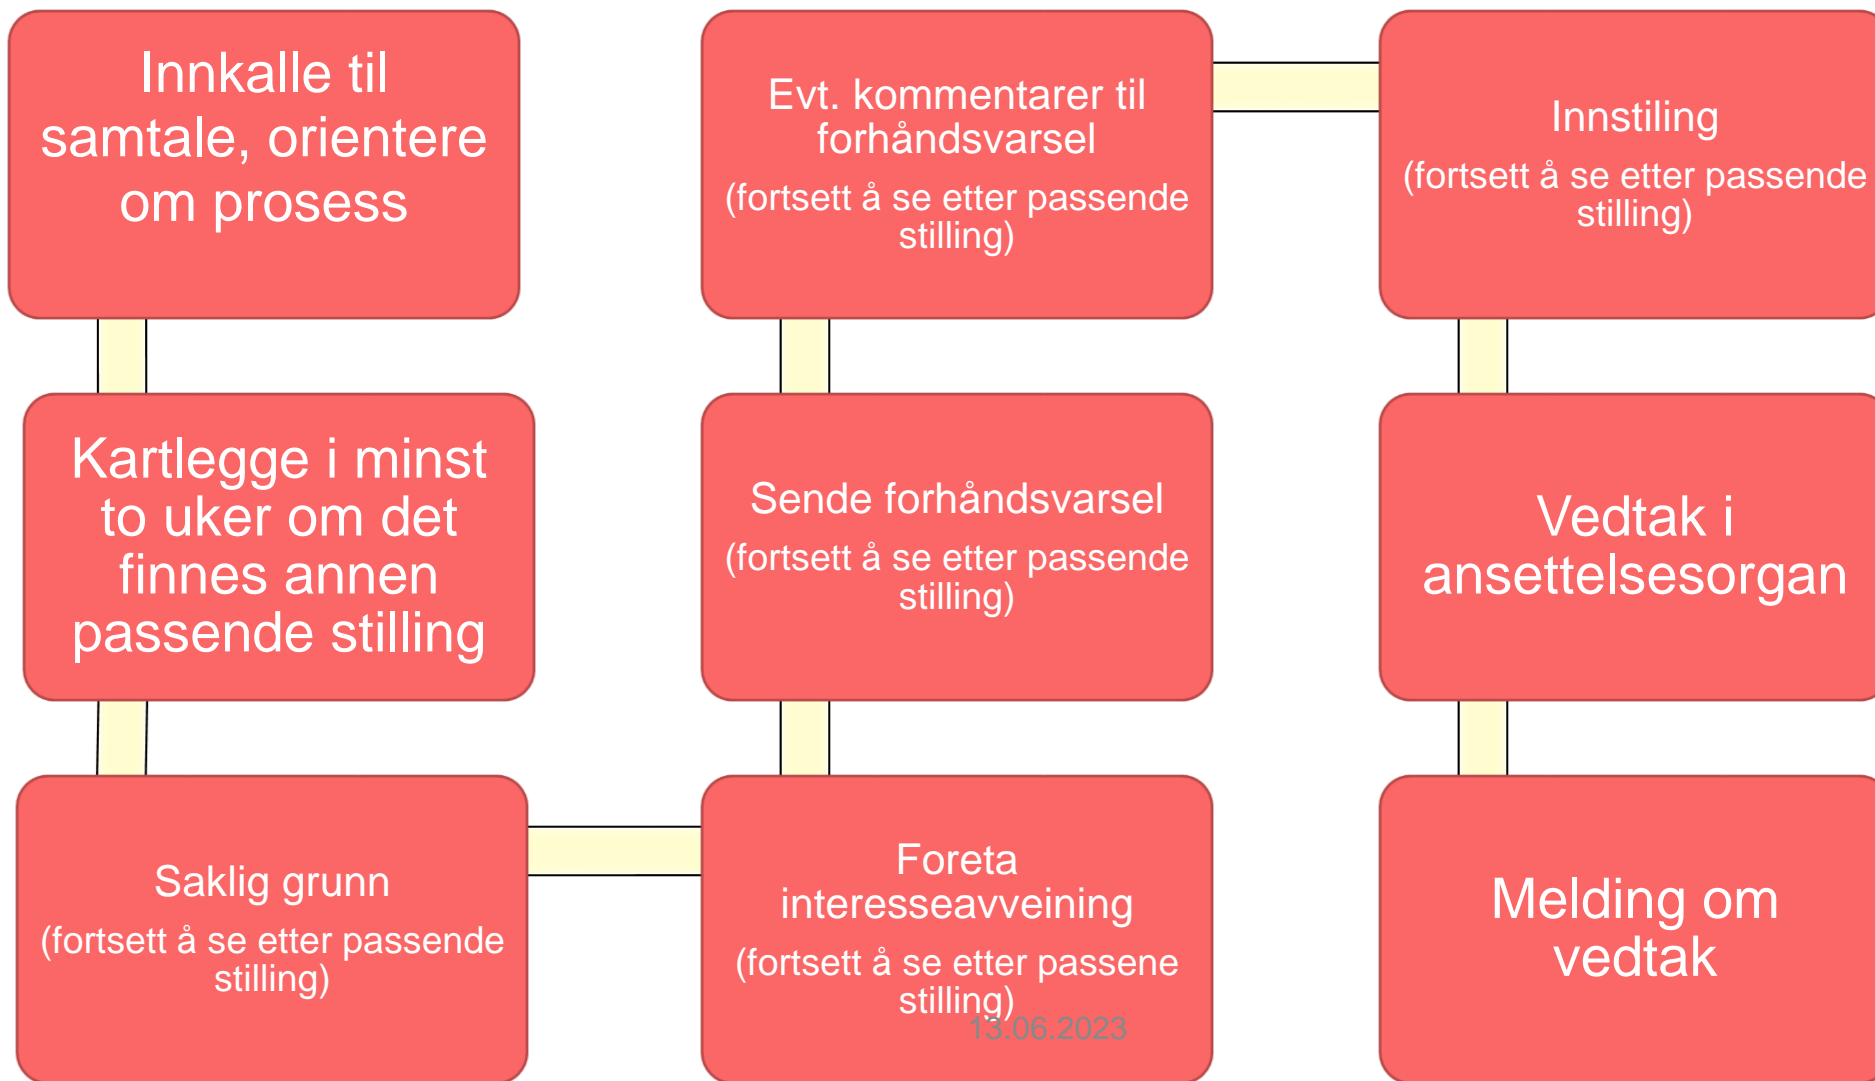 Innkalle til
samtale, orientere
om prosess
Kartlegge i minst
to uker om det
finnes annen
passende stilling
Saklig grunn
(fortsett å se etter passende
stilling)
Foreta
interesseavveining
(fortsett å se etter passene
stilling)
13.06.2023
Sende forhåndsvarsel
(fortsett å se etter passende
stilling)
Evt. kommentarer til
forhåndsvarsel
(fortsett å se etter passende
stilling)
Innstiling
(fortsett å se etter passende
stilling)
Vedtak i
ansettelsesorgan
Melding om
vedtak